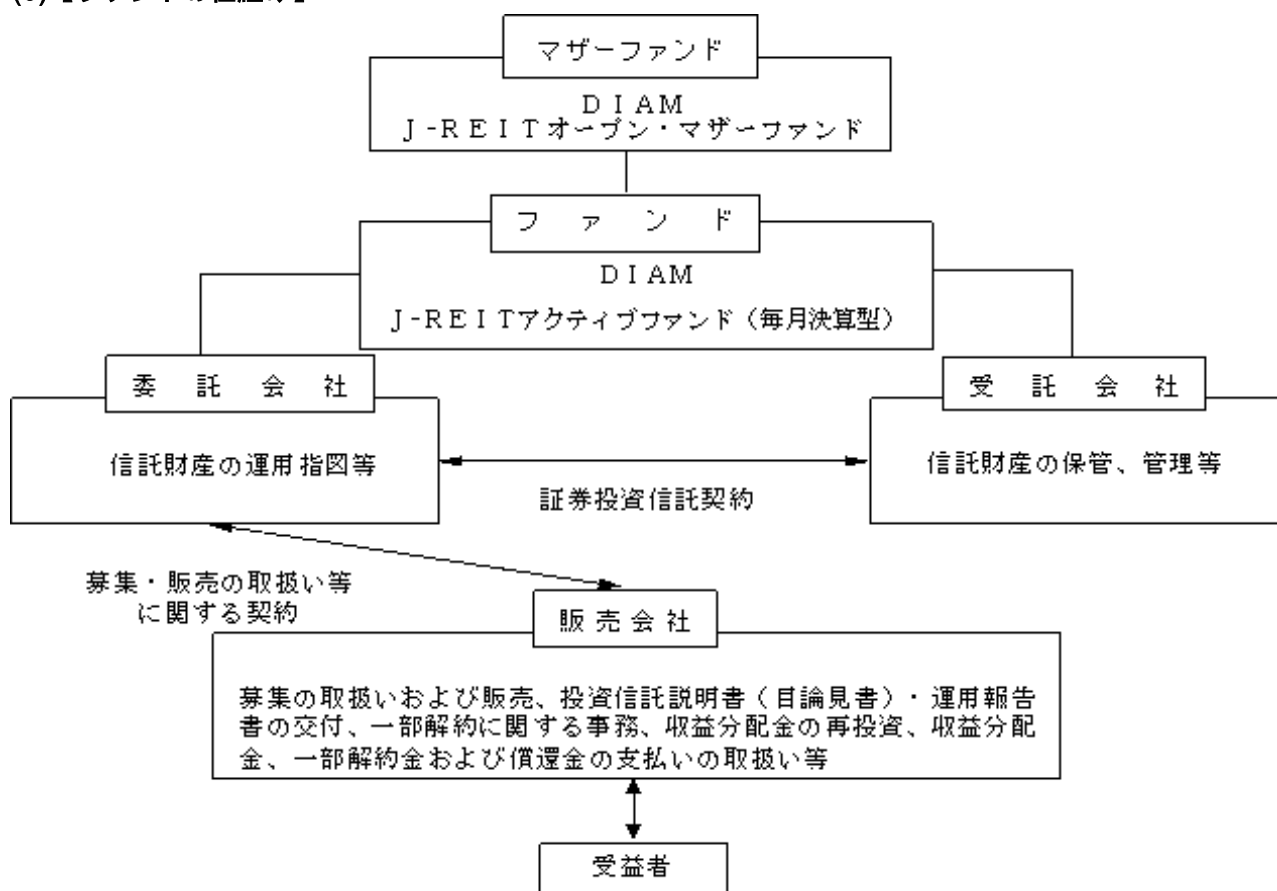 マザーファンド
ＤＩＡＭ
Ｊ-ＲＥＩＴオープン・マザーファンド
ファンド
ＤＩＡＭ
Ｊ-ＲＥＩＴアクティブファンド（毎月決算型）
委託会社
受託会社
信託財産の運用指図等
信託財産の保管、管理等
証券投資信託契約
募集・販売の取扱い等
に関する契約
販売会社
募集の取扱いおよび販売、投資信託説明書（目論見書）・運用報告
書の交付、一部解約に関する事務、収益分配金の再投資、収益分配
金、一部解約金および償還金の支払いの取扱い等
受益者